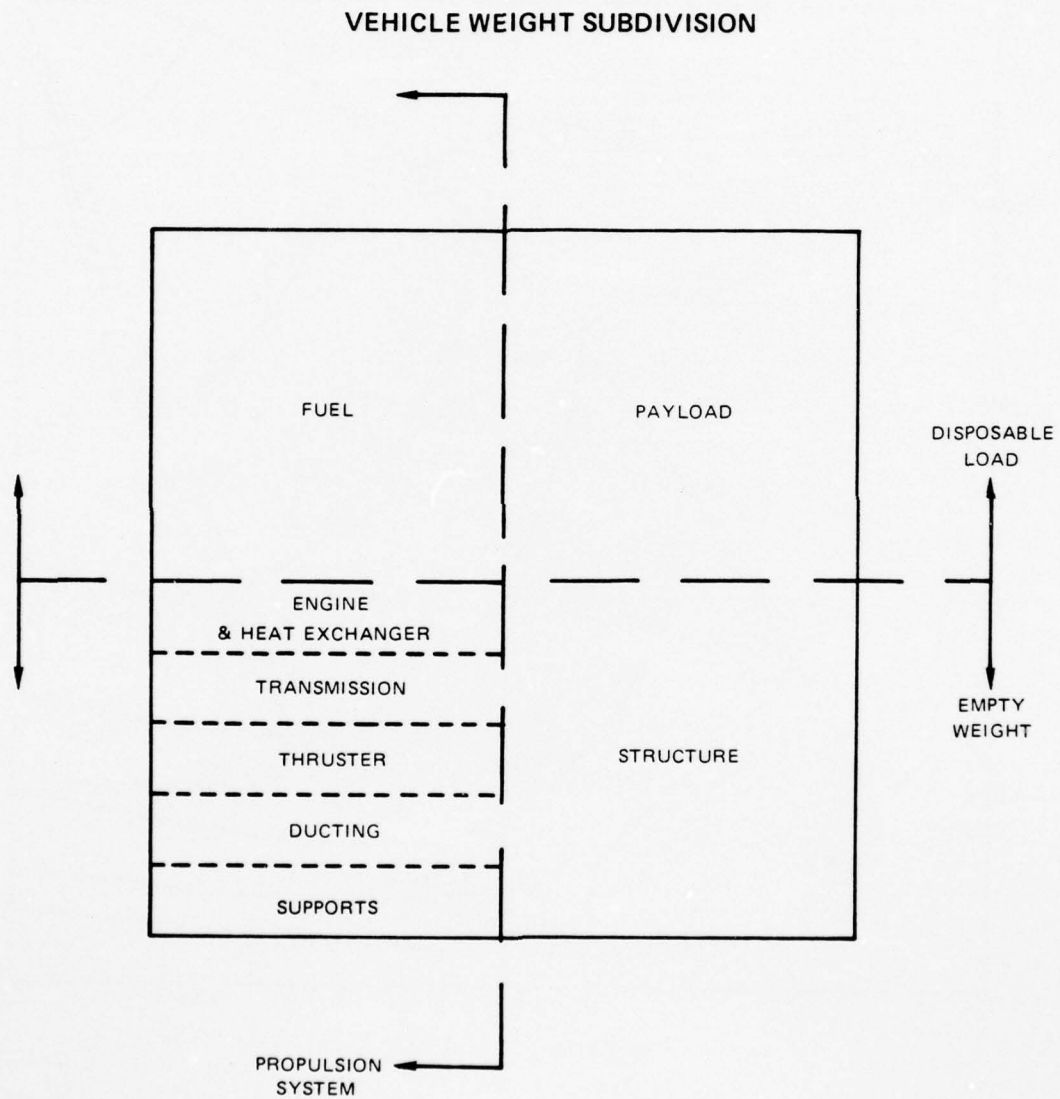 VEHICLE WEIGHT SUBDIVISION
FUEL
PAYLOAD
DISPOSABLE
LOAD
ENGINE
& HEAT EXCHANGER
TRANSMISSION
THRUSTER
DUCTING
SUPPORTS
STRUCTURE
EMPTY
WEIGHT
PROPULSION
SYSTEM